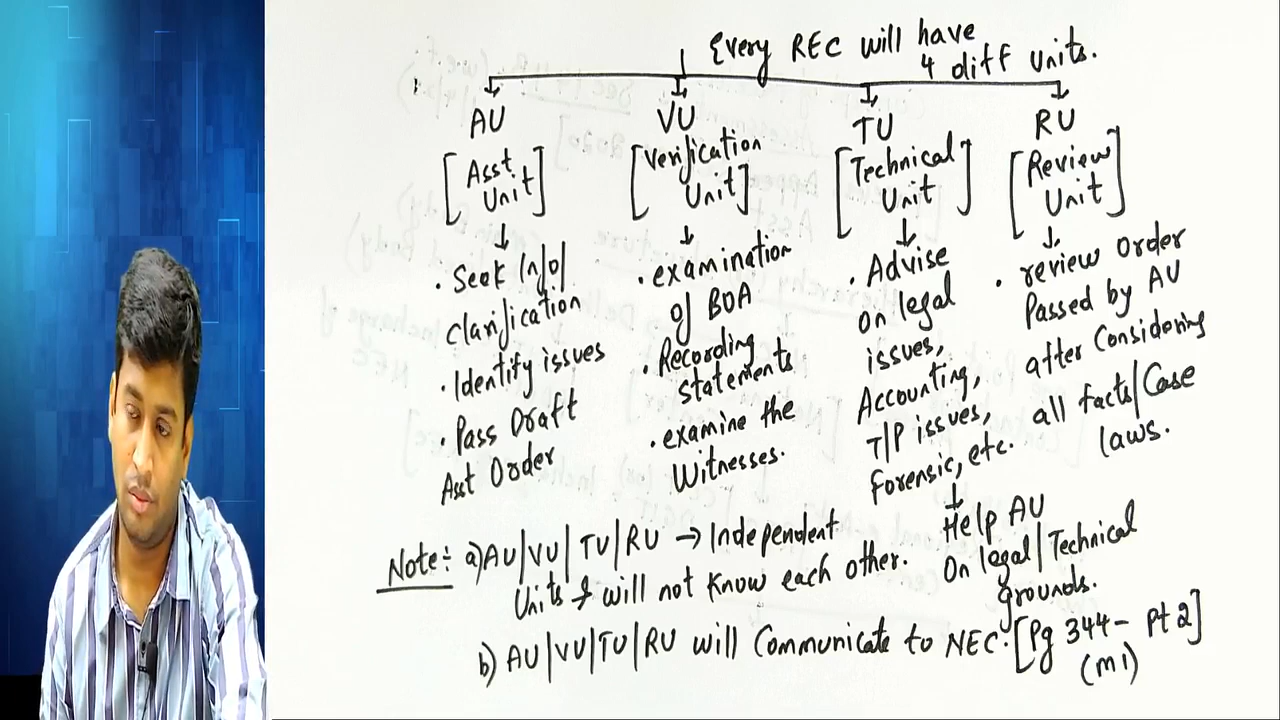 Every REC will have
4 diff units.
AU
[Asst Unit]
• Seek Info/
clarification
• Identify issues
• Pass Draft
Asst Order
VU
[Verification Unit]
• examination
of BOA
• Recording
statements
• examine the
Witnesses.
TU
[Technical Unit]
• Advise
on legal
issues,
Accounting,
T/P issues,
Forensic, etc.
Help AU
On legal/Technical
grounds.
RU
[Review Unit]
• review order
Passed by AU
after Considering
all facts/Case
laws.
Note:- a) AU/VU/TU/RU → Independent
Units & will not know each other.
b) AU/VU/TU/RU will Communicate to NEC. [Pg 344- Pt 2]
(M1)